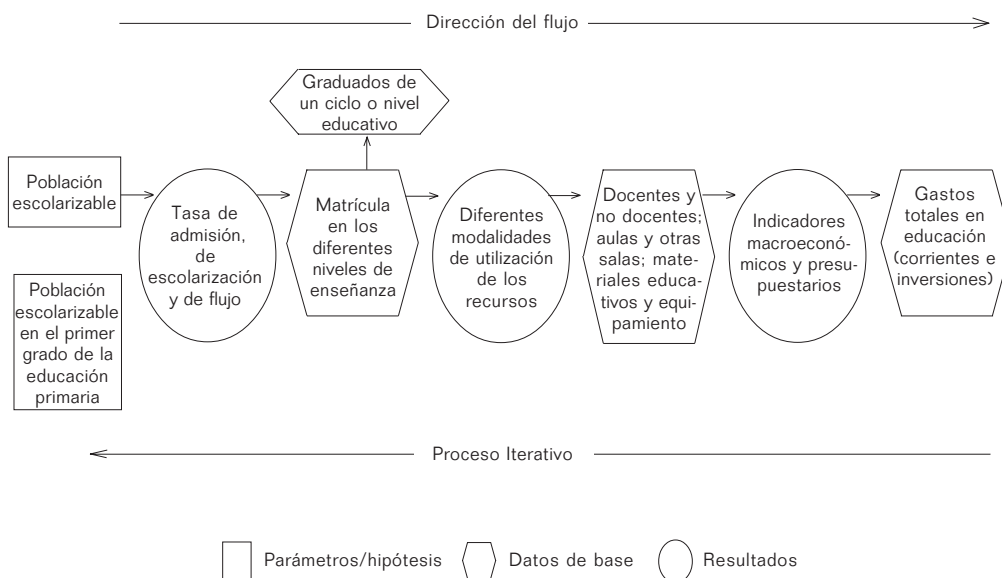 Dirección del flujo
Graduados de
un ciclo o nivel
educativo
Población
escolarizable
Tasa de
admisión,
de
escolarización
y de flujo
Matrícula
en los
diferentes
niveles de
enseñanza
Diferentes
modalidades
de utilización
de los
recursos
Docentes y
no docentes;
aulas y otras
salas; mate-
riales educa-
tivos y equi-
pamiento
Indicadores
macroeconó-
micos y presu-
puestarios
Gastos
totales en
educación
(corrientes e
inversiones)
Población
escolarizable
en el primer
grado de la
educación
primaria
Proceso Iterativo
Parámetros/hipótesis
Datos de base
Resultados